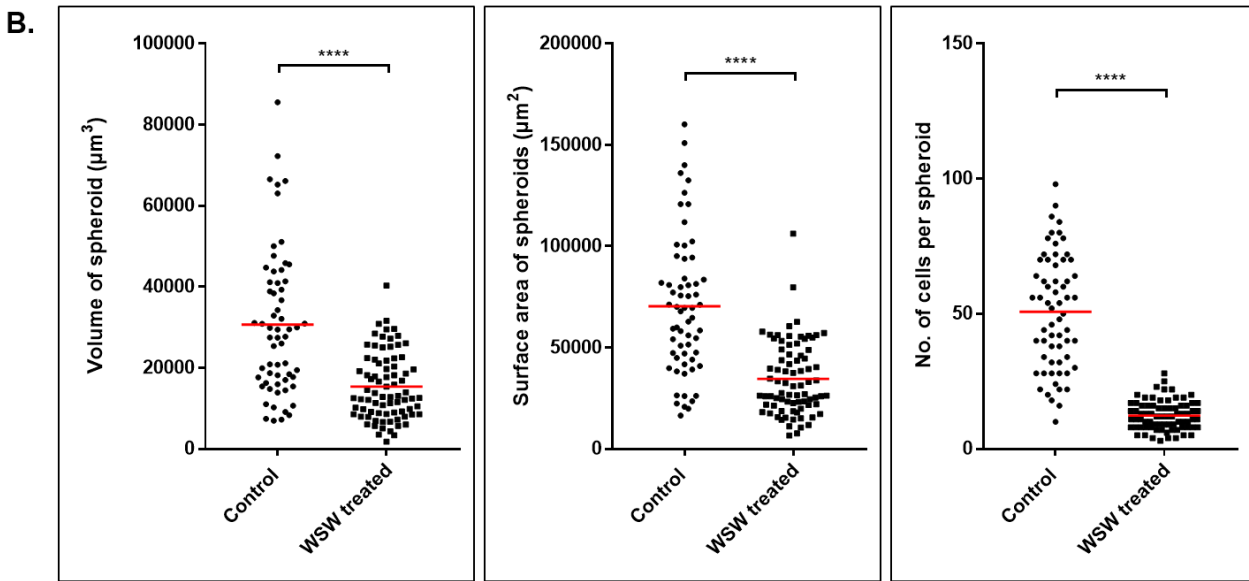 B.
Volume of spheroid (µm³)
100000
80000
60000
40000
20000
0
****
Control
WSW treated
Surface area of spheroids (µm²)
200000
150000
100000
50000
0
****
Control
WSW treated
No. of cells per spheroid
150
100
50
0
****
Control
WSW treated